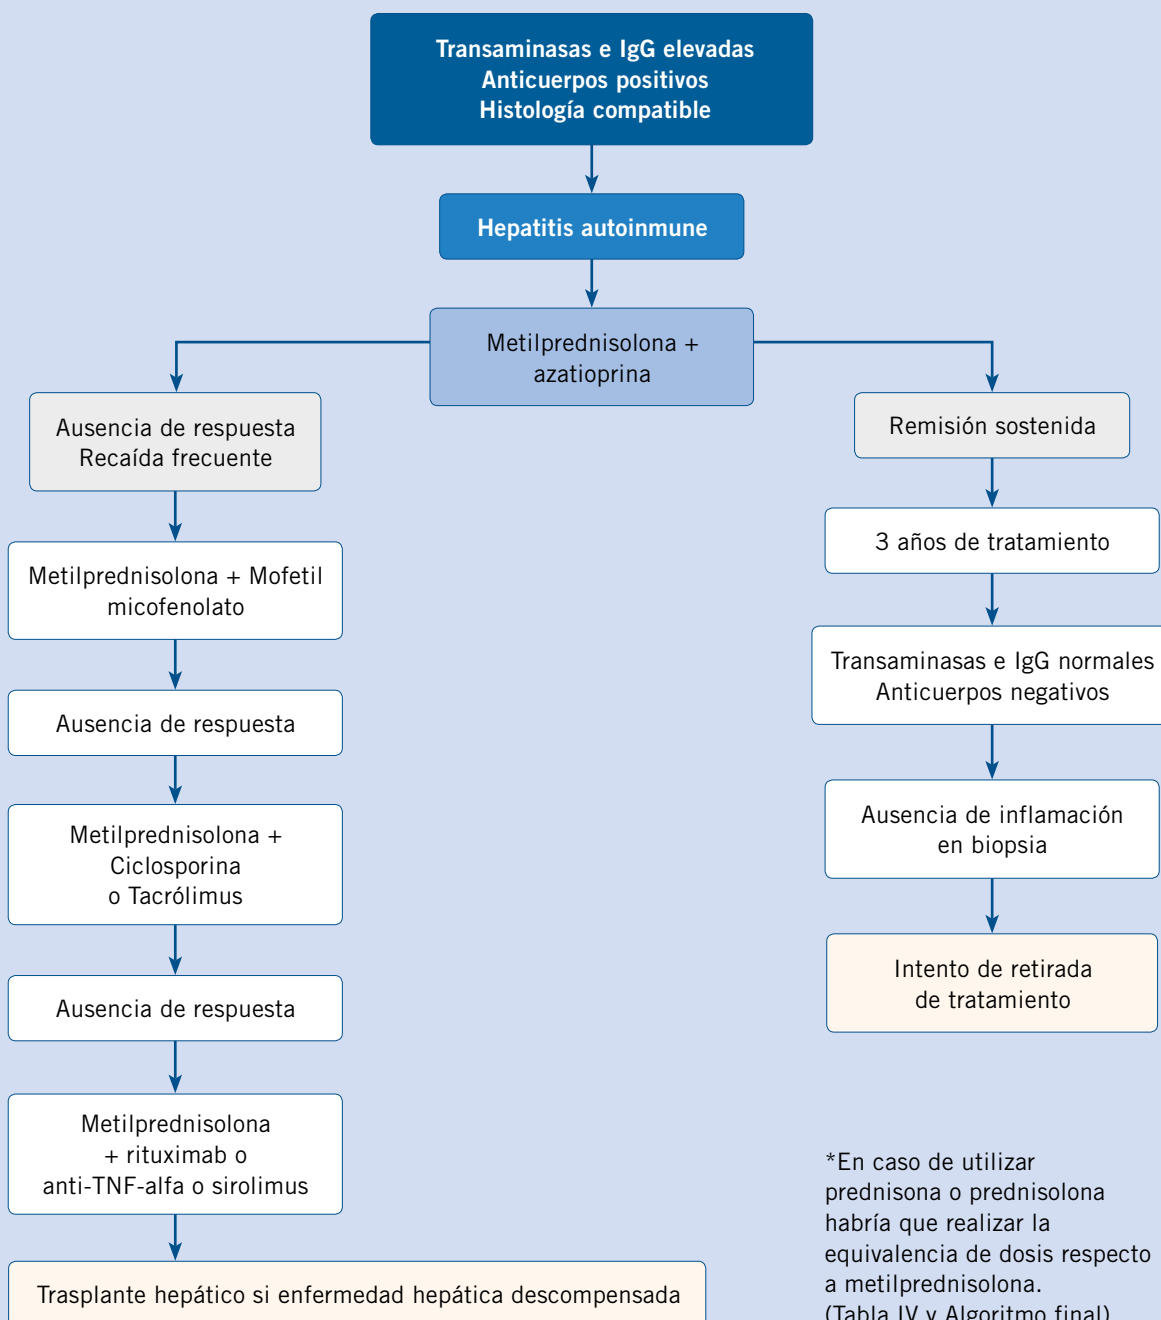 Transaminasas e IgG elevadas
Anticuerpos positivos
Histología compatible
Hepatitis autoinmune
Metilprednisolona +
azatioprina
Ausencia de respuesta
Recaída frecuente
Metilprednisolona + Mofetil
micofenolato
Ausencia de respuesta
Metilprednisolona +
Ciclosporina
o Tacrólimus
Ausencia de respuesta
Metilprednisolona
+ rituximab o
anti-TNF-alfa o sirolimus
Trasplante hepático si enfermedad hepática descompensada
Remisión sostenida
3 años de tratamiento
Transaminasas e IgG normales
Anticuerpos negativos
Ausencia de inflamación
en biopsia
Intento de retirada
de tratamiento
*En caso de utilizar
prednisona o prednisolona
habría que realizar la
equivalencia de dosis respecto
a metilprednisolona.
(Tabla IV y Algoritmo final)